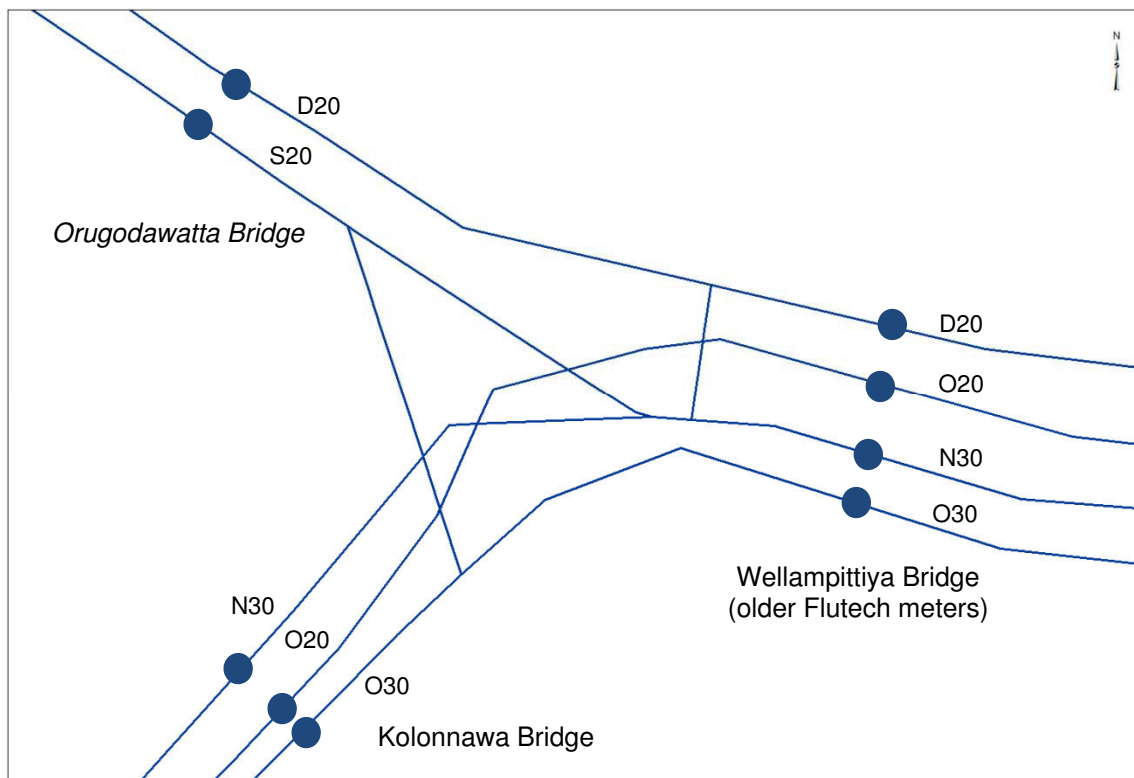 N
S
D20
S20
Orugodawatta Bridge
D20
O20
N30
O30
Wellampittiya Bridge
(older Flutech meters)
N30
O20
O30
Kolonnawa Bridge